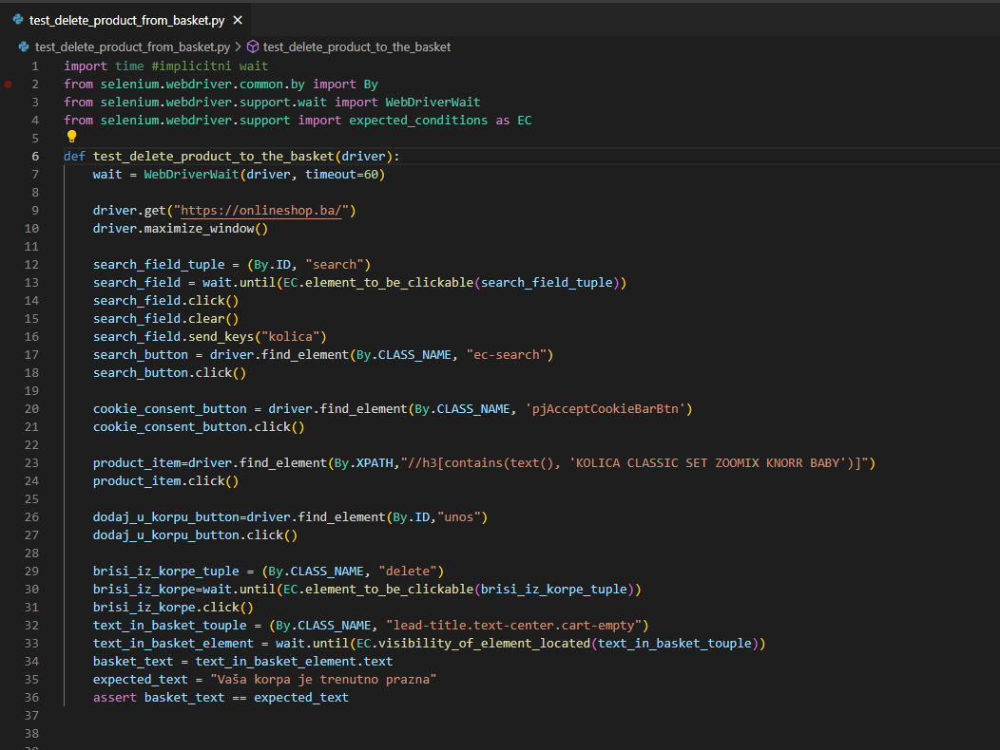 test_delete_product_from_basket.py ×
test_delete_product_from_basket.py > test_delete_product_to_the_basket
1 import time #implicitni wait
2 from selenium.webdriver.common.by import By
3 from selenium.webdriver.support.wait import WebDriverWait
4 from selenium.webdriver.support import expected_conditions as EC
5
6 def test_delete_product_to_the_basket(driver):
7     wait = WebDriverWait(driver, timeout=60)
8
9     driver.get("https://onlineshop.ba/")
10     driver.maximize_window()
11
12     search_field_tuple = (By.ID, "search")
13     search_field = wait.until(EC.element_to_be_clickable(search_field_tuple))
14     search_field.click()
15     search_field.clear()
16     search_field.send_keys("kolica")
17     search_button = driver.find_element(By.CLASS_NAME, "ec-search")
18     search_button.click()
19
20     cookie_consent_button = driver.find_element(By.CLASS_NAME, 'pjAcceptCookieBarBtn')
21     cookie_consent_button.click()
22
23     product_item=driver.find_element(By.XPATH,"//h3[contains(text(), 'KOLICA CLASSIC SET ZOOMIX KNORR BABY')]")
24     product_item.click()
25
26     dodaj_u_korpu_button=driver.find_element(By.ID,"unos")
27     dodaj_u_korpu_button.click()
28
29     brisi_iz_korpe_tuple = (By.CLASS_NAME, "delete")
30     brisi_iz_korpe=wait.until(EC.element_to_be_clickable(brisi_iz_korpe_tuple))
31     brisi_iz_korpe.click()
32     text_in_basket_touple = (By.CLASS_NAME, "lead-title.text-center.cart-empty")
33     text_in_basket_element = wait.until(EC.visibility_of_element_located(text_in_basket_touple))
34     basket_text = text_in_basket_element.text
35     expected_text = "Vaša korpa je trenutno prazna"
36     assert basket_text == expected_text
37
38
39